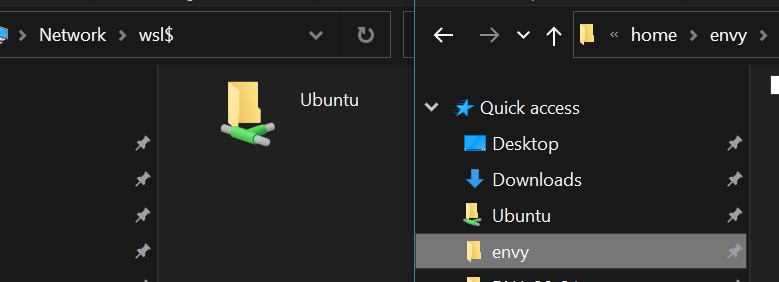 Network wsl$
Ubuntu
« home envy
Quick access
Desktop
Downloads
Ubuntu
envy